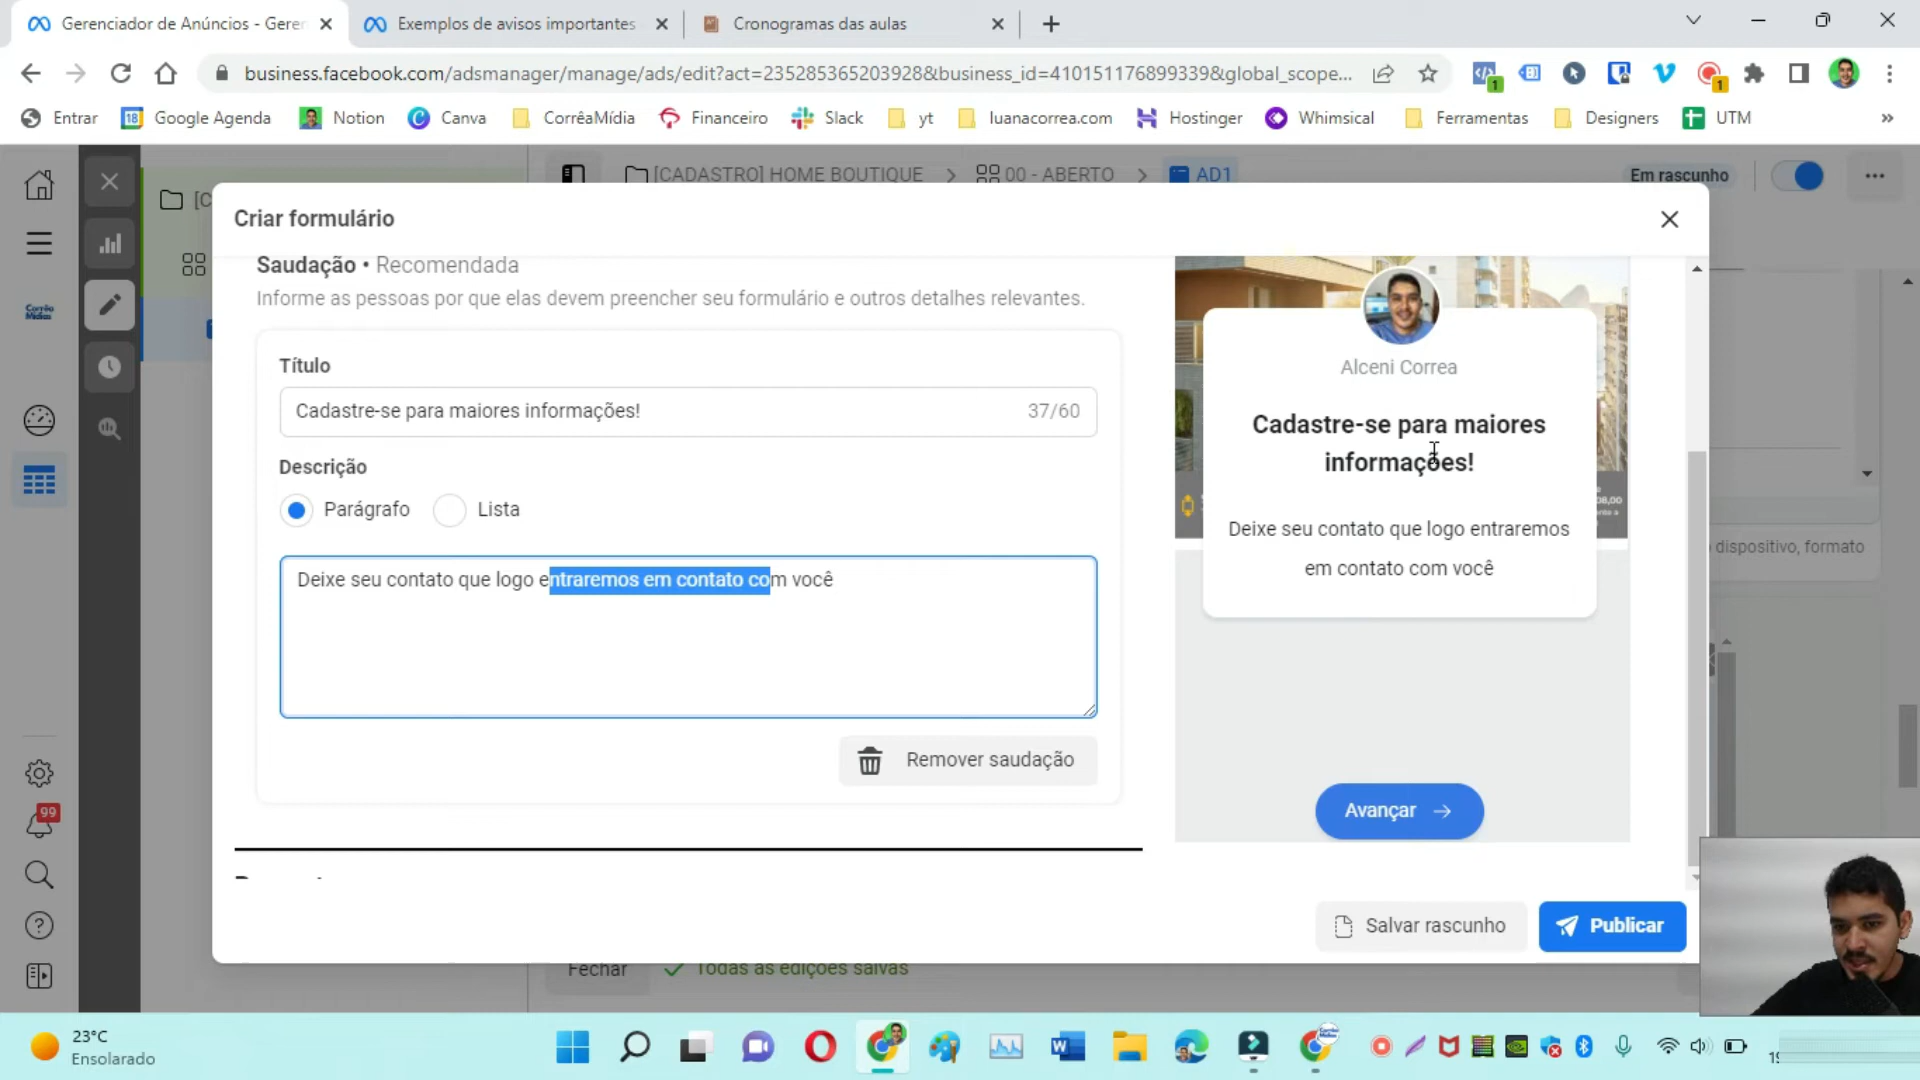 Gerenciador de Anúncios - Geren
Exemplos de avisos importantes
Cronogramas das aulas
business.facebook.com/adsmanager/manage/ads/edit?act=235285365203928&business_id=410151176899339&global_scope...
1
1
Entrar
18
Google Agenda
Notion
Canva
CorrêaMídia
Financeiro
Slack
yt
luanacorrea.com
Hostinger
Whimsical
Ferramentas
Designers
UTM
»
[CADASTRO] HOME BOUTIQUE
00 - ABERTO
AD1
Em rascunho
Criar formulário
Saudação • Recomendada
Informe as pessoas por que elas devem preencher seu formulário e outros detalhes relevantes.
Título
Cadastre-se para maiores informações!
37/60
Descrição
Parágrafo
Lista
Deixe seu contato que logo entraremos em contato com você
Remover saudação
Alceni Correa
Cadastre-se para maiores
informações!
Deixe seu contato que logo entraremos
em contato com você
Avançar
dispositivo, formato
Salvar rascunho
Publicar
Fechar
Todas as edições salvas
99
23°C
Ensolarado